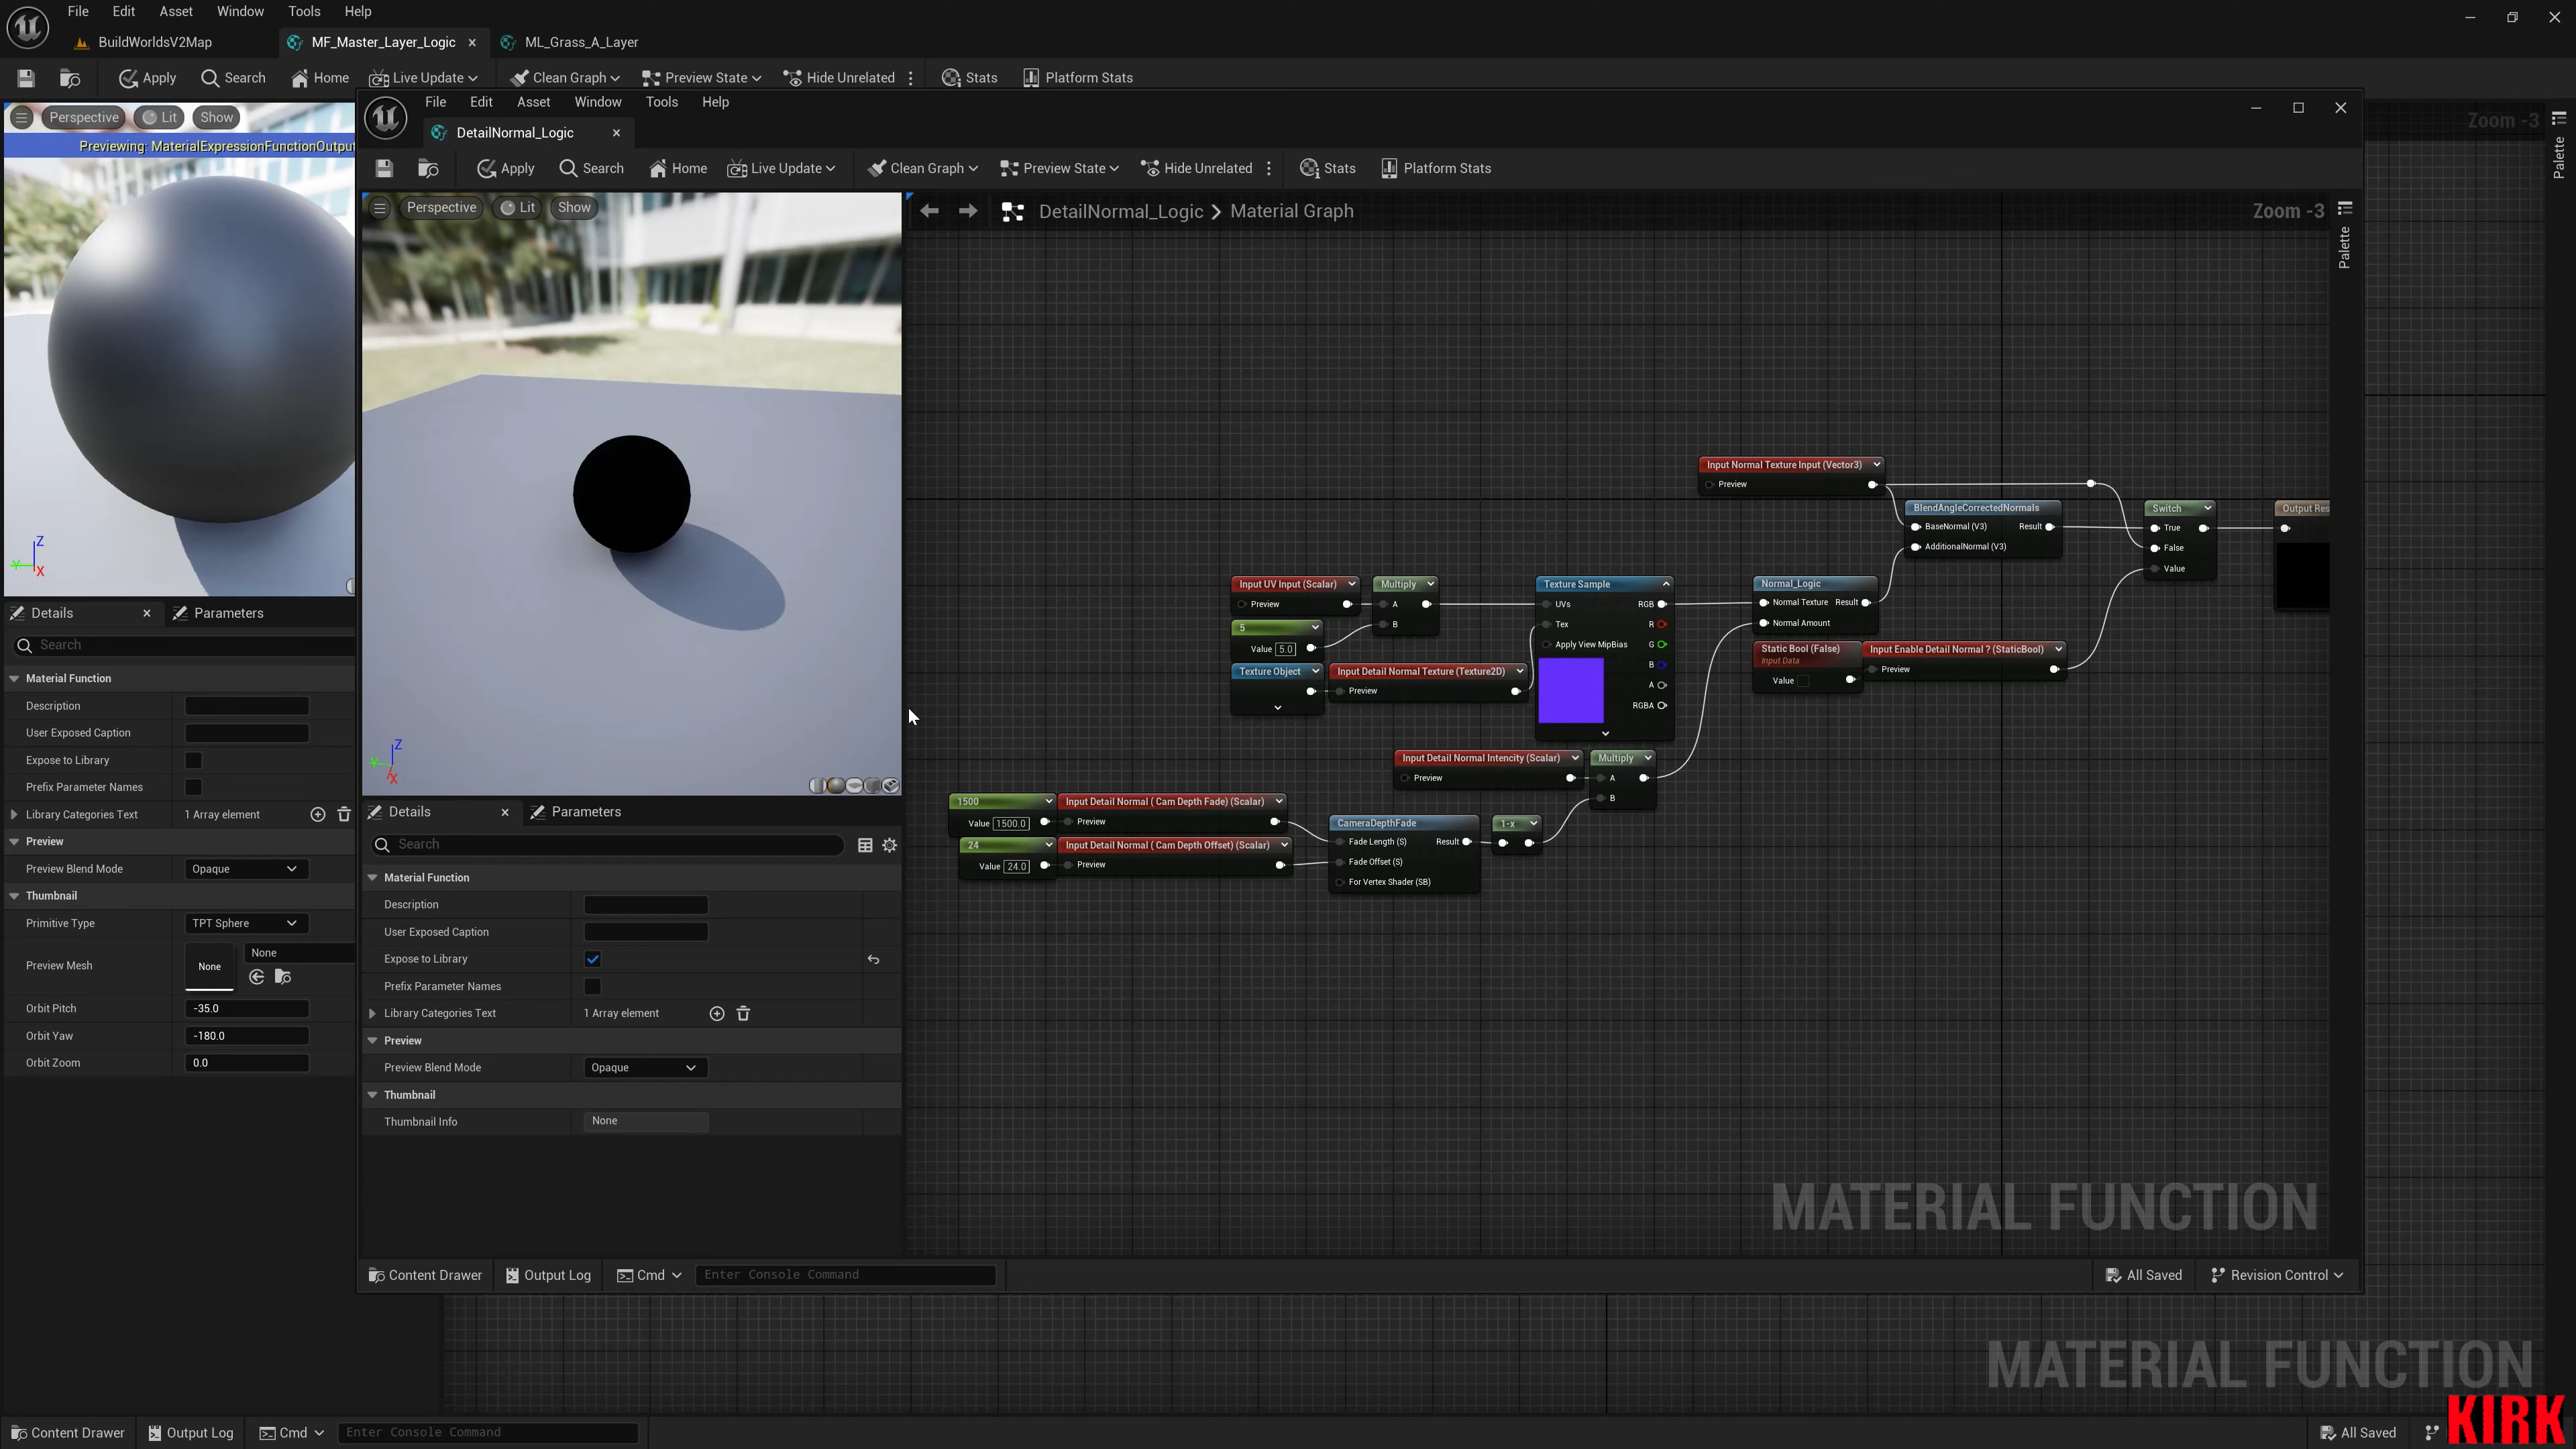 File Edit Asset Window Tools Help
BuildWorldsV2Map MF_Master_Layer_Logic ML_Grass_A_Layer
Apply Search Home Live Update Clean Graph Preview State Hide Unrelated Stats Platform Stats
Perspective Lit Show
Previewing: MaterialExpressionFunctionOutput
Z
Y
X
Details Parameters
Search
Material Function
Description
User Exposed Caption
Expose to Library
Prefix Parameter Names
Library Categories Text 1 Array element
Preview
Preview Blend Mode Opaque
Thumbnail
Primitive Type TPT Sphere
Preview Mesh None None
Orbit Pitch -35.0
Orbit Yaw -180.0
Orbit Zoom 0.0
File Edit Asset Window Tools Help
DetailNormal_Logic
Apply Search Home Live Update Clean Graph Preview State Hide Unrelated Stats Platform Stats
Perspective Lit Show
Z
Y
X
Details Parameters
Search
Material Function
Description
User Exposed Caption
Expose to Library
Prefix Parameter Names
Library Categories Text 1 Array element
Preview
Preview Blend Mode Opaque
Thumbnail
Thumbnail Info None
DetailNormal_Logic > Material Graph
Zoom -3
Palette
Input Normal Texture Input (Vector3)
Preview
BlendAngleCorrectedNormals
BaseNormal (V3) Result
AdditionalNormal (V3)
Switch
True
False
Value
Output Res
Input UV Input (Scalar)
Preview
Multiply
A
B
5
Value 5.0
Texture Object
Input Detail Normal Texture (Texture2D)
Preview
Texture Sample
UVs RGB
Tex R
Apply View MipBias G
B
A
RGBA
Normal_Logic
Normal Texture Result
Normal Amount
Static Bool (False)
Input Data
Value
Input Enable Detail Normal ? (StaticBool)
Preview
Input Detail Normal Intencity (Scalar)
Preview
Multiply
A
B
1500
Value 1500.0
Input Detail Normal ( Cam Depth Fade) (Scalar)
Preview
24
Value 24.0
Input Detail Normal ( Cam Depth Offset) (Scalar)
Preview
CameraDepthFade
Fade Length (S) Result
Fade Offset (S)
For Vertex Shader (SB)
1-x
MATERIAL FUNCTION
Content Drawer Output Log Cmd Enter Console Command All Saved Revision Control
Zoom -3
Palette
MATERIAL FUNCTION
KIRK
Content Drawer Output Log Cmd Enter Console Command All Saved